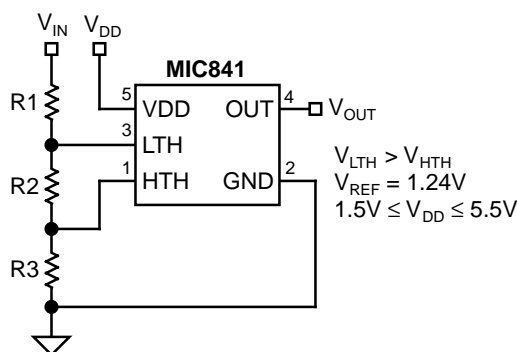 V_IN V_DD
MIC841
R1
5 VDD OUT 4 V_OUT
3 LTH
R2
1 HTH GND 2
V_LTH > V_HTH
V_REF = 1.24V
1.5V ≤ V_DD ≤ 5.5V
R3